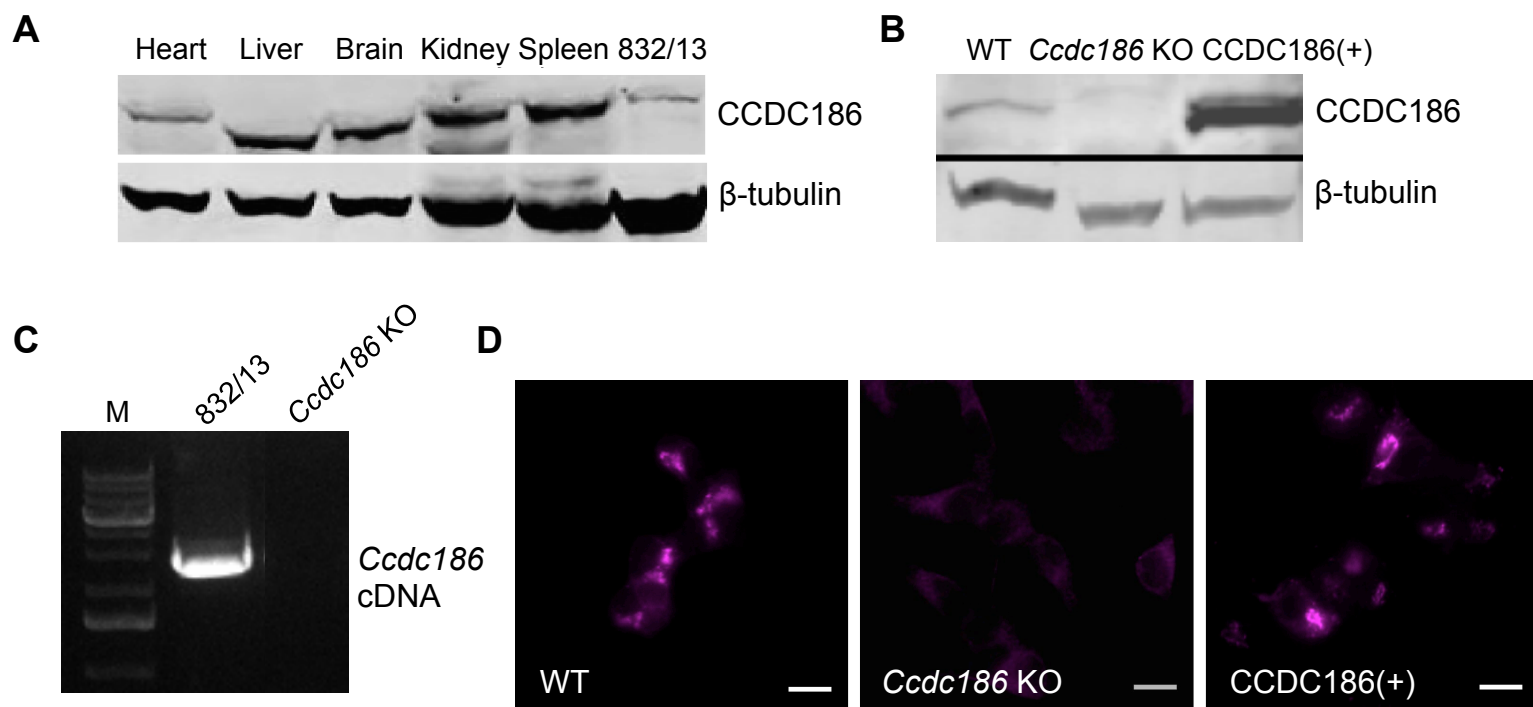 A
Heart Liver Brain Kidney Spleen 832/13
CCDC186
β-tubulin
B
WT Ccdc186 KO CCDC186(+)
CCDC186
β-tubulin
C
M 832/13 Ccdc186 KO
Ccdc186
cDNA
D
WT
Ccdc186 KO
CCDC186(+)